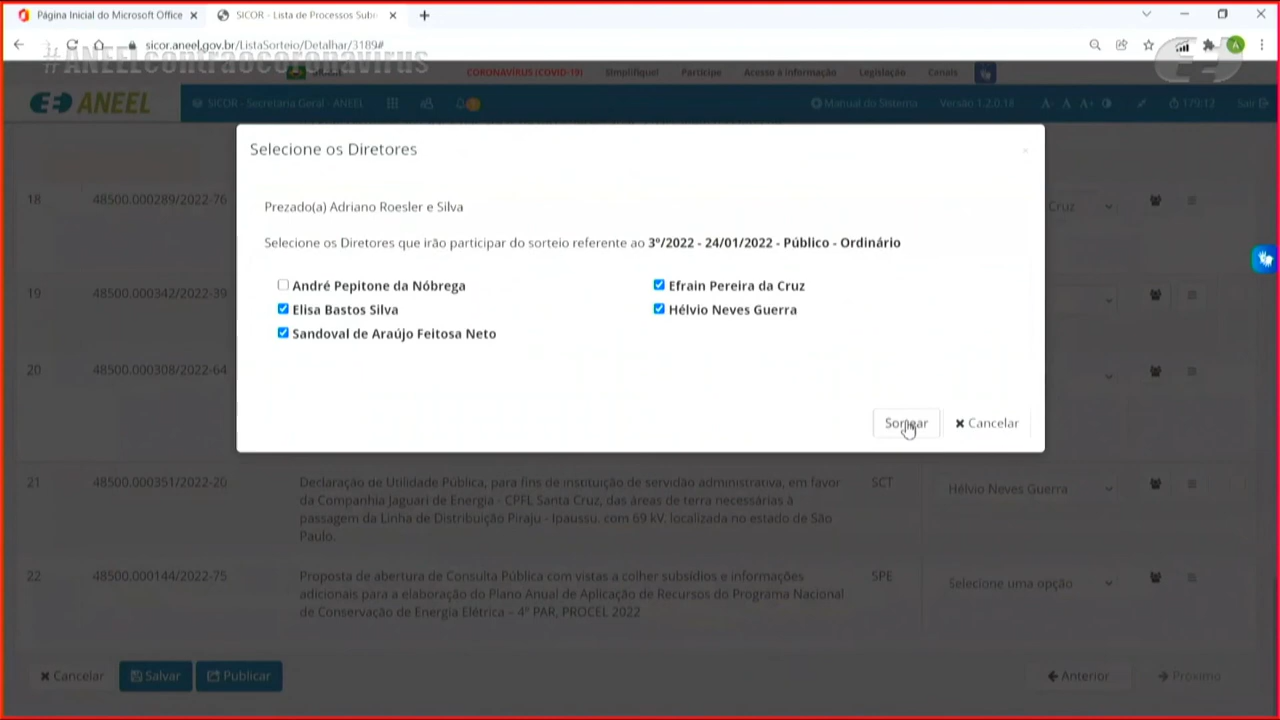 Página Inicial do Microsoft Office
SICOR - Lista de Processos
sicor.aneel.gov.br/ListaSorteio/Detalhar/3189#
A
#ANEELcontraocoronavirus
CORONAVÍRUS (COVID-19)
Simplifique!
Participe
Acesso à informação
Legislação
Canais
ANEEL
SICOR - Secretaria Geral - ANEEL
Manual do Sistema
Versão 1.2.0.18
A- A A+
179:12
Sair
Selecione os Diretores
Prezado(a) Adriano Roesler e Silva
Selecione os Diretores que irão participar do sorteio referente ao 3º/2022 - 24/01/2022 - Público - Ordinário
André Pepitone da Nóbrega
Efrain Pereira da Cruz
Elisa Bastos Silva
Hélvio Neves Guerra
Sandoval de Araújo Feitosa Neto
Sortear
Cancelar
18
48500.000289/2022-76
Cruz
19
48500.000342/2022-39
20
48500.000308/2022-64
21
48500.000351/2022-20
Declaração de Utilidade Pública, para fins de instituição de servidão administrativa, em favor
da Companhia Jaguari de Energia - CPFL Santa Cruz, das áreas de terra necessárias à
passagem da Linha de Distribuição Piraju - Ipaussu, com 69 kV, localizada no estado de São
Paulo.
SCT
Hélvio Neves Guerra
22
48500.000144/2022-75
Proposta de abertura de Consulta Pública com vistas a colher subsídios e informações
adicionais para a elaboração do Plano Anual de Aplicação de Recursos do Programa Nacional
de Conservação de Energia Elétrica – 4º PAR, PROCEL 2022
SPE
Selecione uma opção
Cancelar
Salvar
Publicar
Anterior
Próximo